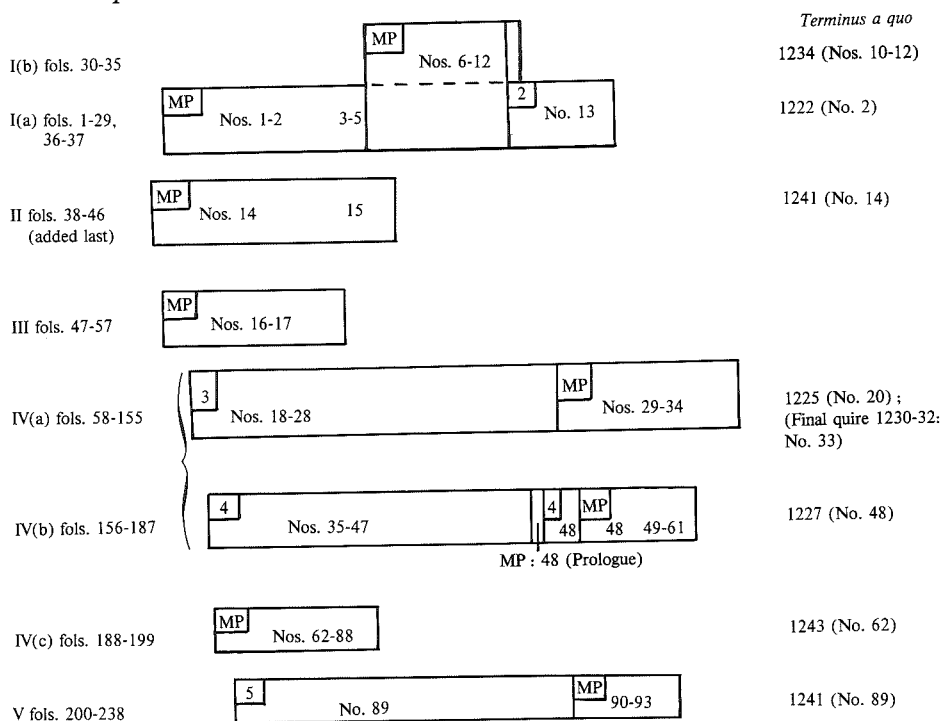 Terminus a quo
MP
I(b) fols. 30-35
Nos. 6-12
1234 (Nos. 10-12)
MP
2
I(a) fols. 1-29,
36-37
Nos. 1-2
3-5
No. 13
1222 (No. 2)
MP
II fols. 38-46
(added last)
Nos. 14
15
1241 (No. 14)
MP
III fols. 47-57
Nos. 16-17
3
MP
IV(a) fols. 58-155
Nos. 18-28
Nos. 29-34
1225 (No. 20) ;
(Final quire 1230-32:
No. 33)
4
4
MP
IV(b) fols. 156-187
Nos. 35-47
48
48
49-61
1227 (No. 48)
MP : 48 (Prologue)
MP
IV(c) fols. 188-199
Nos. 62-88
1243 (No. 62)
5
MP
V fols. 200-238
No. 89
90-93
1241 (No. 89)